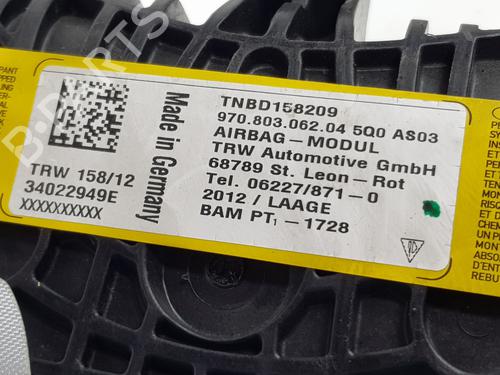 TNBD158209
970.803.062.04 5Q0 AS03
AIRBAG-MODUL
TRW Automotive GmbH
68789 St. Leon-Rot
Tel. 06227/871-0
2012 / LAAGE
BAM PT1-1728
Made in Germany
TRW 158/12
34022949E
XXXXXXXXXX
B-PARTS